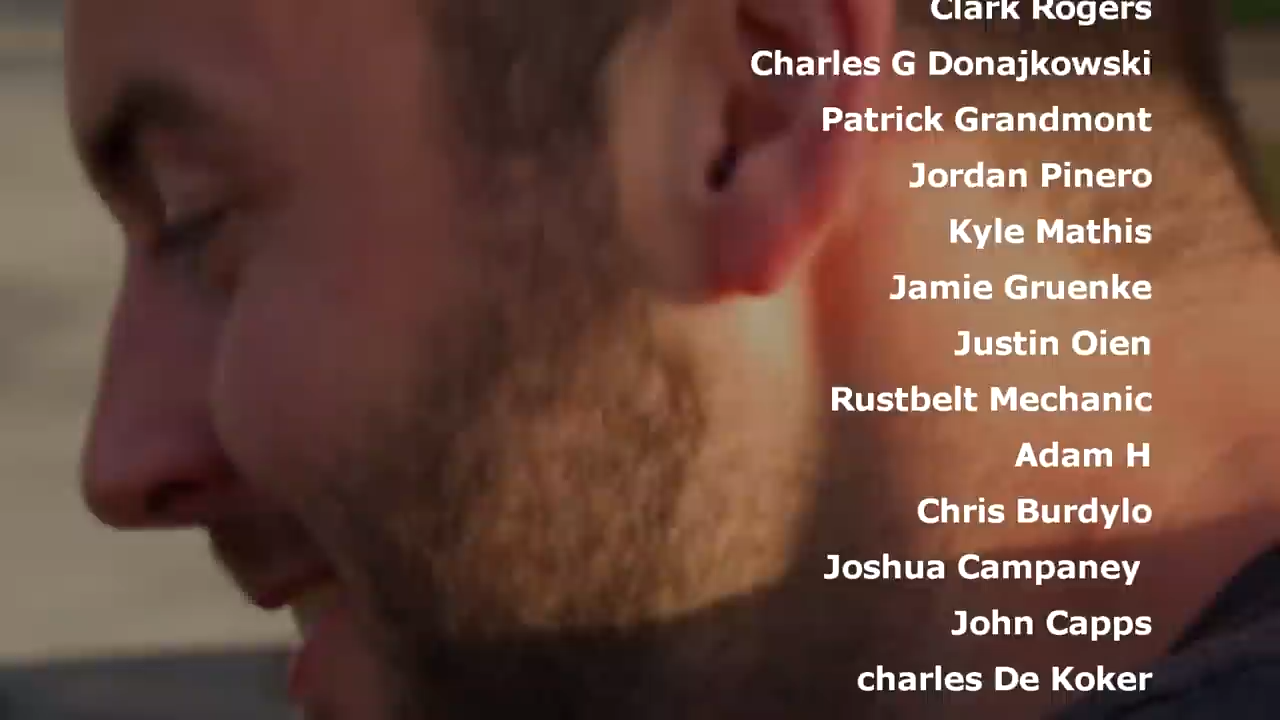 Clark Rogers
Charles G Donajkowski
Patrick Grandmont
Jordan Pinero
Kyle Mathis
Jamie Gruenke
Justin Oien
Rustbelt Mechanic
Adam H
Chris Burdylo
Joshua Campaney
John Capps
charles De Koker